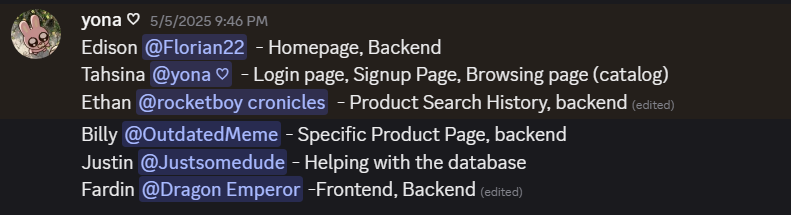 yona ♡ 5/5/2025 9:46 PM
Edison @Florian22 - Homepage, Backend
Tahsina @yona ♡ - Login page, Signup Page, Browsing page (catalog)
Ethan @rocketboy cronicles - Product Search History, backend (edited)
Billy @OutdatedMeme - Specific Product Page, backend
Justin @Justsomedude - Helping with the database
Fardin @Dragon Emperor -Frontend, Backend (edited)